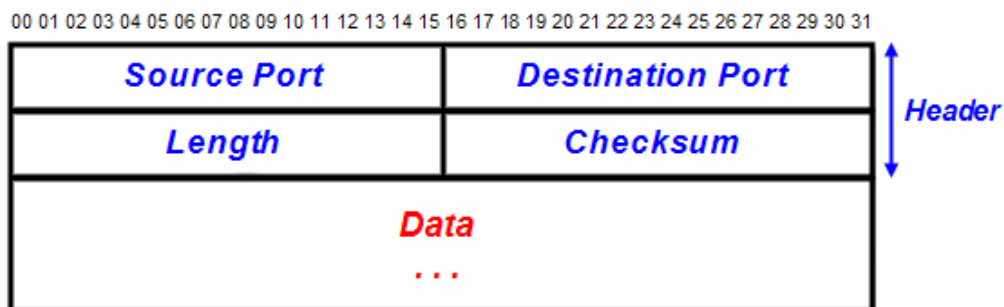 00 01 02 03 04 05 06 07 08 09 10 11 12 13 14 15 16 17 18 19 20 21 22 23 24 25 26 27 28 29 30 31
Source Port Destination Port
Header
Length Checksum
Data
. . .